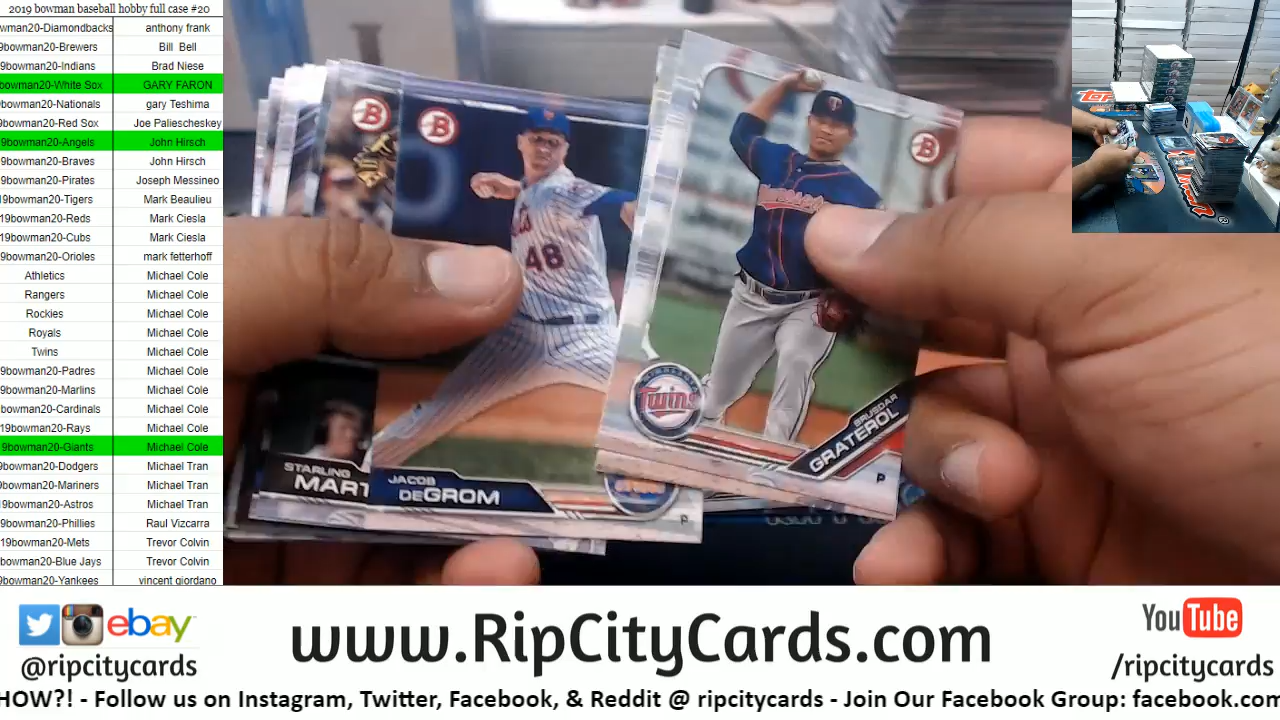 2019 bowman baseball hobby full case #20
wman20-Diamondbacks anthony frank
9bowman20-Brewers Bill Bell
9bowman20-Indians Brad Niese
bowman20-White Sox GARY FARON
9bowman20-Nationals gary Teshima
9bowman20-Red Sox Joe Paliescheskey
9bowman20-Angels John Hirsch
9bowman20-Braves John Hirsch
9bowman20-Pirates Joseph Messineo
19bowman20-Tigers Mark Beaulieu
19bowman20-Reds Mark Ciesla
19bowman20-Cubs Mark Ciesla
9bowman20-Orioles mark fetterhoff
Athletics Michael Cole
Rangers Michael Cole
Rockies Michael Cole
Royals Michael Cole
Twins Michael Cole
9bowman20-Padres Michael Cole
9bowman20-Marlins Michael Cole
bowman20-Cardinals Michael Cole
19bowman20-Rays Michael Cole
9bowman20-Giants Michael Cole
9bowman20-Dodgers Michael Tran
9bowman20-Mariners Michael Tran
19bowman20-Astros Michael Tran
9bowman20-Phillies Raul Vizcarra
19bowman20-Mets Trevor Colvin
bowman20-Blue Jays Trevor Colvin
9bowman20-Yankees vincent giordano
B
B
48
STARLING
MART
JACOB
DEGROM
P
B
MINNESOTA
Twins
BRUSDAR
GRATEROL
P
topps
Bowman
ebay
@ripcitycards
www.RipCityCards.com
YouTube
/ripcitycards
HOW?! - Follow us on Instagram, Twitter, Facebook, & Reddit @ ripcitycards - Join Our Facebook Group: facebook.com